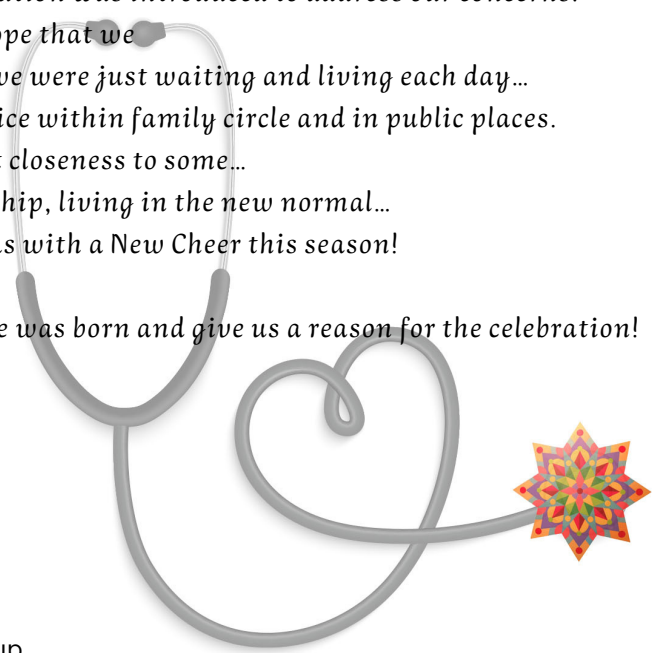 ope that we
ve were just waiting and living each day...
ice within family circle and in public places.
t closeness to some...
hip, living in the new normal...
as with a New Cheer this season!
e was born and give us a reason for the celebration!